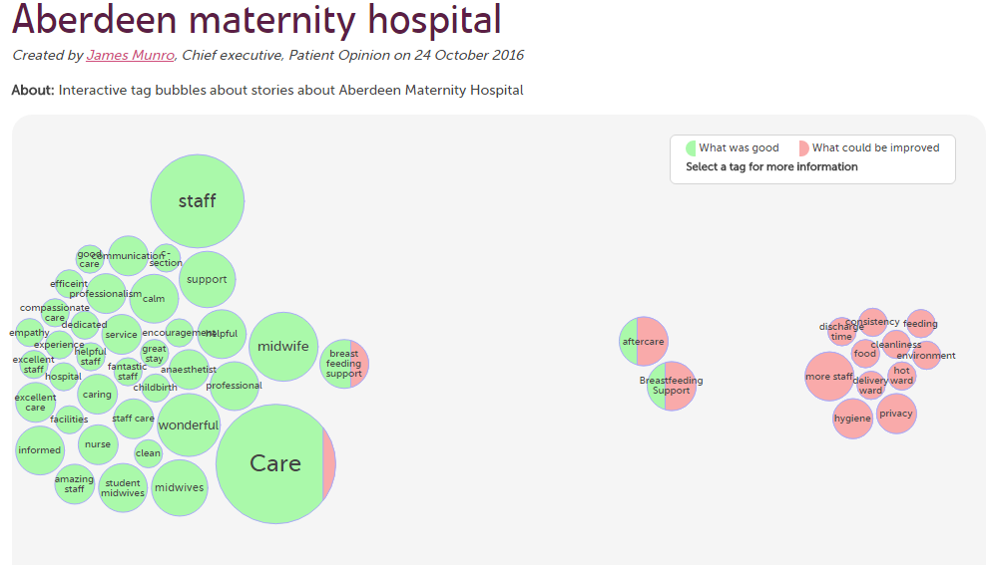 Aberdeen maternity hospital
Created by James Munro, Chief executive, Patient Opinion on 24 October 2016
About: Interactive tag bubbles about stories about Aberdeen Maternity Hospital
What was good
What could be improved
Select a tag for more information
staff
good
care
communication
c-
section
support
efficeint
professionalism
calm
compassionate
care
dedicated
empathy
service
encouragement
helpful
midwife
experience
helpful
staff
great
stay
breast
feeding
support
excellent
staff
hospital
fantastic
staff
anaesthetist
childbirth
professional
excellent
care
caring
facilities
staff care
wonderful
informed
nurse
clean
Care
amazing
staff
student
midwives
midwives
aftercare
Breastfeeding
Support
discharge
time
consistency
feeding
food
cleanliness
environment
more staff
delivery
ward
hot
ward
hygiene
privacy